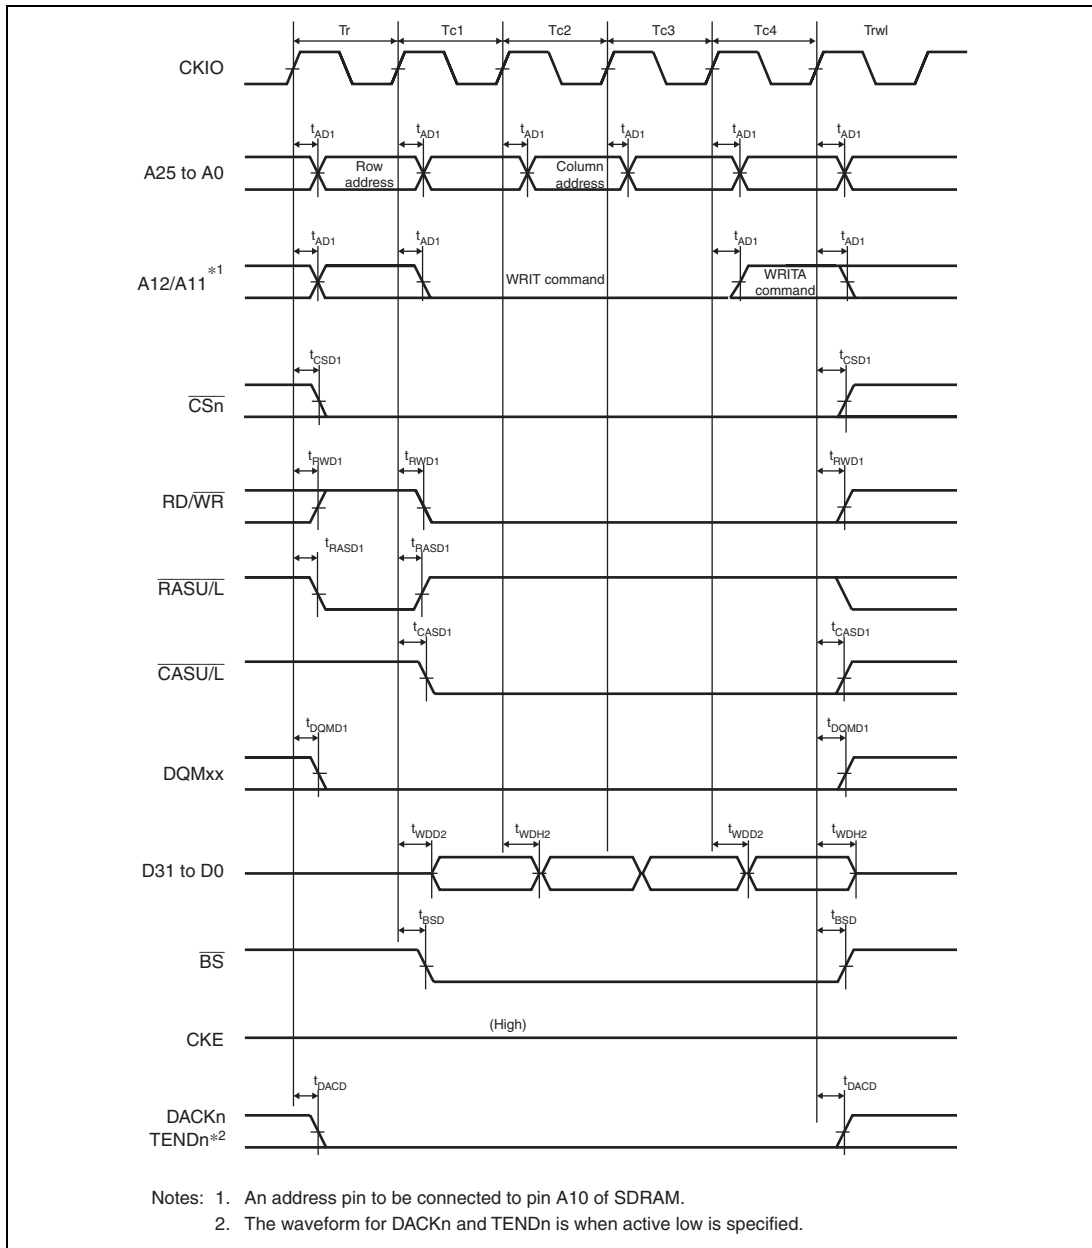 Tr Tc1 Tc2 Tc3 Tc4 Trwl
CKIO
tAD1 tAD1 tAD1 tAD1 tAD1 tAD1
A25 to A0
Row
address
Column
address
tAD1 tAD1 tAD1 tAD1
A12/A11*1
WRIT command
WRITA
command
tCSD1 tCSD1
CSn
tRWD1 tRWD1 tRWD1
RD/WR
tRASD1 tRASD1
RASU/L
tCASD1 tCASD1
CASU/L
tDQMD1 tDQMD1
DQMxx
tWDD2 tWDH2 tWDD2 tWDH2
D31 to D0
tBSD tBSD
BS
(High)
CKE
tDACD tDACD
DACKn
TENDn*2
Notes: 1. An address pin to be connected to pin A10 of SDRAM.
2. The waveform for DACKn and TENDn is when active low is specified.